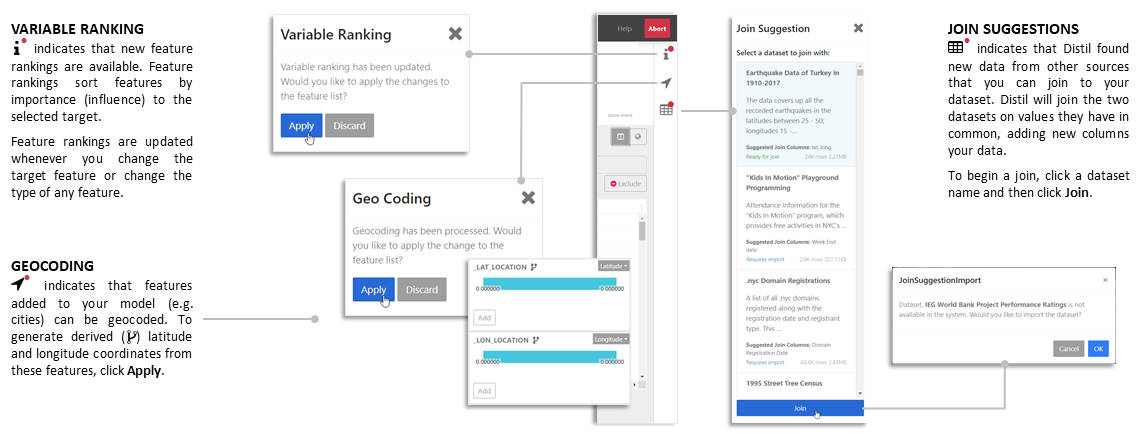 VARIABLE RANKING
indicates that new feature
rankings are available. Feature
rankings sort features by
importance (influence) to the
selected target.
Feature rankings are updated
whenever you change the
target feature or change the
type of any feature.
GEOCODING
indicates that features
added to your model (e.g.
cities) can be geocoded. To
generate derived ( ) latitude
and longitude coordinates from
these features, click Apply.
Variable Ranking
Variable ranking has been updated.
Would you like to apply the changes to
the feature list?
Apply
Discard
Geo Coding
Geocoding has been processed. Would
you like to apply the change to the
feature list?
Apply
Discard
_LAT_LOCATION
Latitude
0.000000
0.000000
Add
_LON_LOCATION
Longitude
0.000000
0.000000
Add
Help
Abort
show more
Exclude
Join Suggestion
Select a dataset to join with:
Earthquake Data of Turkey in
1910-2017
The data covers up all the
recorded earthquakes in the
latitudes between 25 - 50;
longitudes 15 -...
Suggested Join Columns: lat, long
Ready for join 24K rows 2.21MB
"Kids In Motion" Playground
Programming
Attendance information for the
"Kids in Motion" program, which
provides free activities in NYC's ...
Suggested Join Columns: Week End
date
Requires import 2.8K rows 207.15KB
.nyc Domain Registrations
A list of all .nyc domains
registered along with the
registration date and registrant
type. This ...
Suggested Join Columns: Domain
Registration Date
Requires import 68.9K rows 2.83MB
1995 Street Tree Census
Join
JOIN SUGGESTIONS
indicates that Distil found
new data from other sources
that you can join to your
dataset. Distil will join the two
datasets on values they have in
common, adding new columns
your data.
To begin a join, click a dataset
name and then click Join.
JoinSuggestionImport
Dataset, IEG World Bank Project Performance Ratings is not
available in the system. Would you like to import the dataset?
Cancel
OK